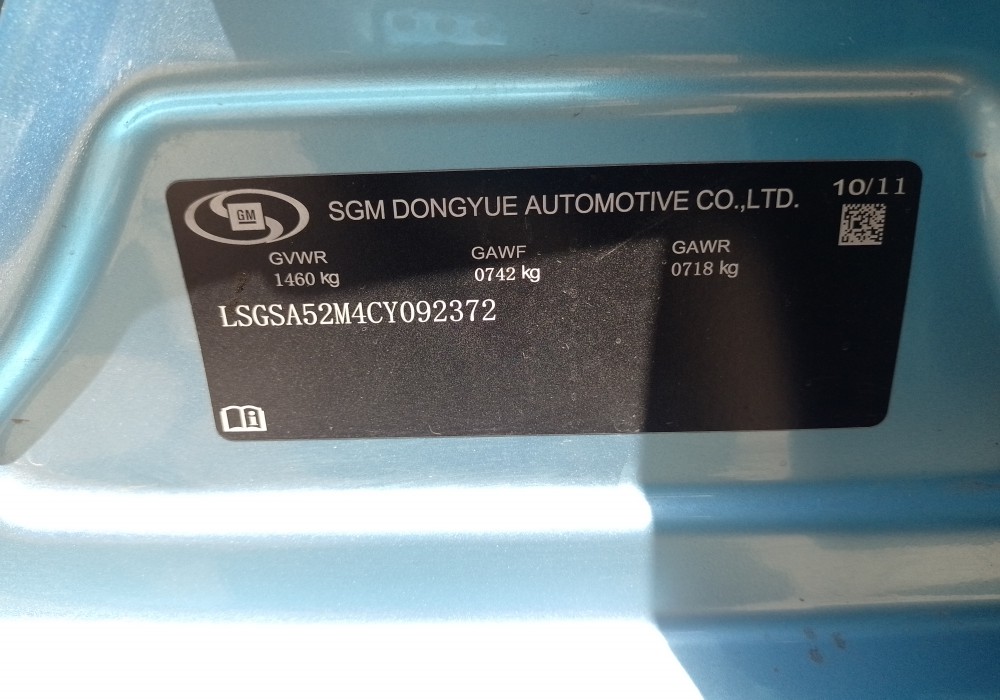 GM
SGM DONGYUE AUTOMOTIVE CO.,LTD.
10/11
GVWR GAWF GAWR
1460 kg 0742 kg 0718 kg
LSGSA52M4CY092372